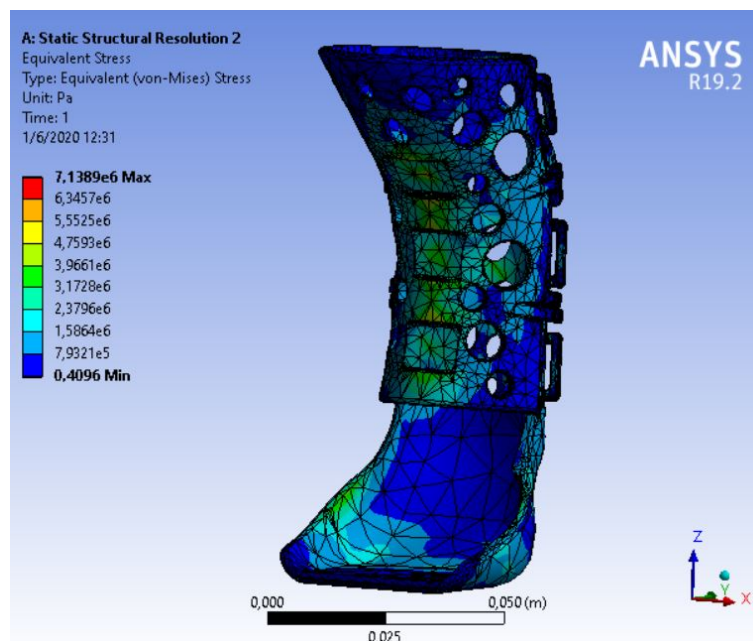 A: Static Structural Resolution 2
Equivalent Stress
Type: Equivalent (von-Mises) Stress
Unit: Pa
Time: 1
1/6/2020 12:31
ANSYS
R19.2
7,1389e6 Max
6,3457e6
5,5525e6
4,7593e6
3,9661e6
3,1728e6
2,3796e6
1,5864e6
7,9321e5
0,4096 Min
Z
Y
X
0,000
0,050 (m)
0,025